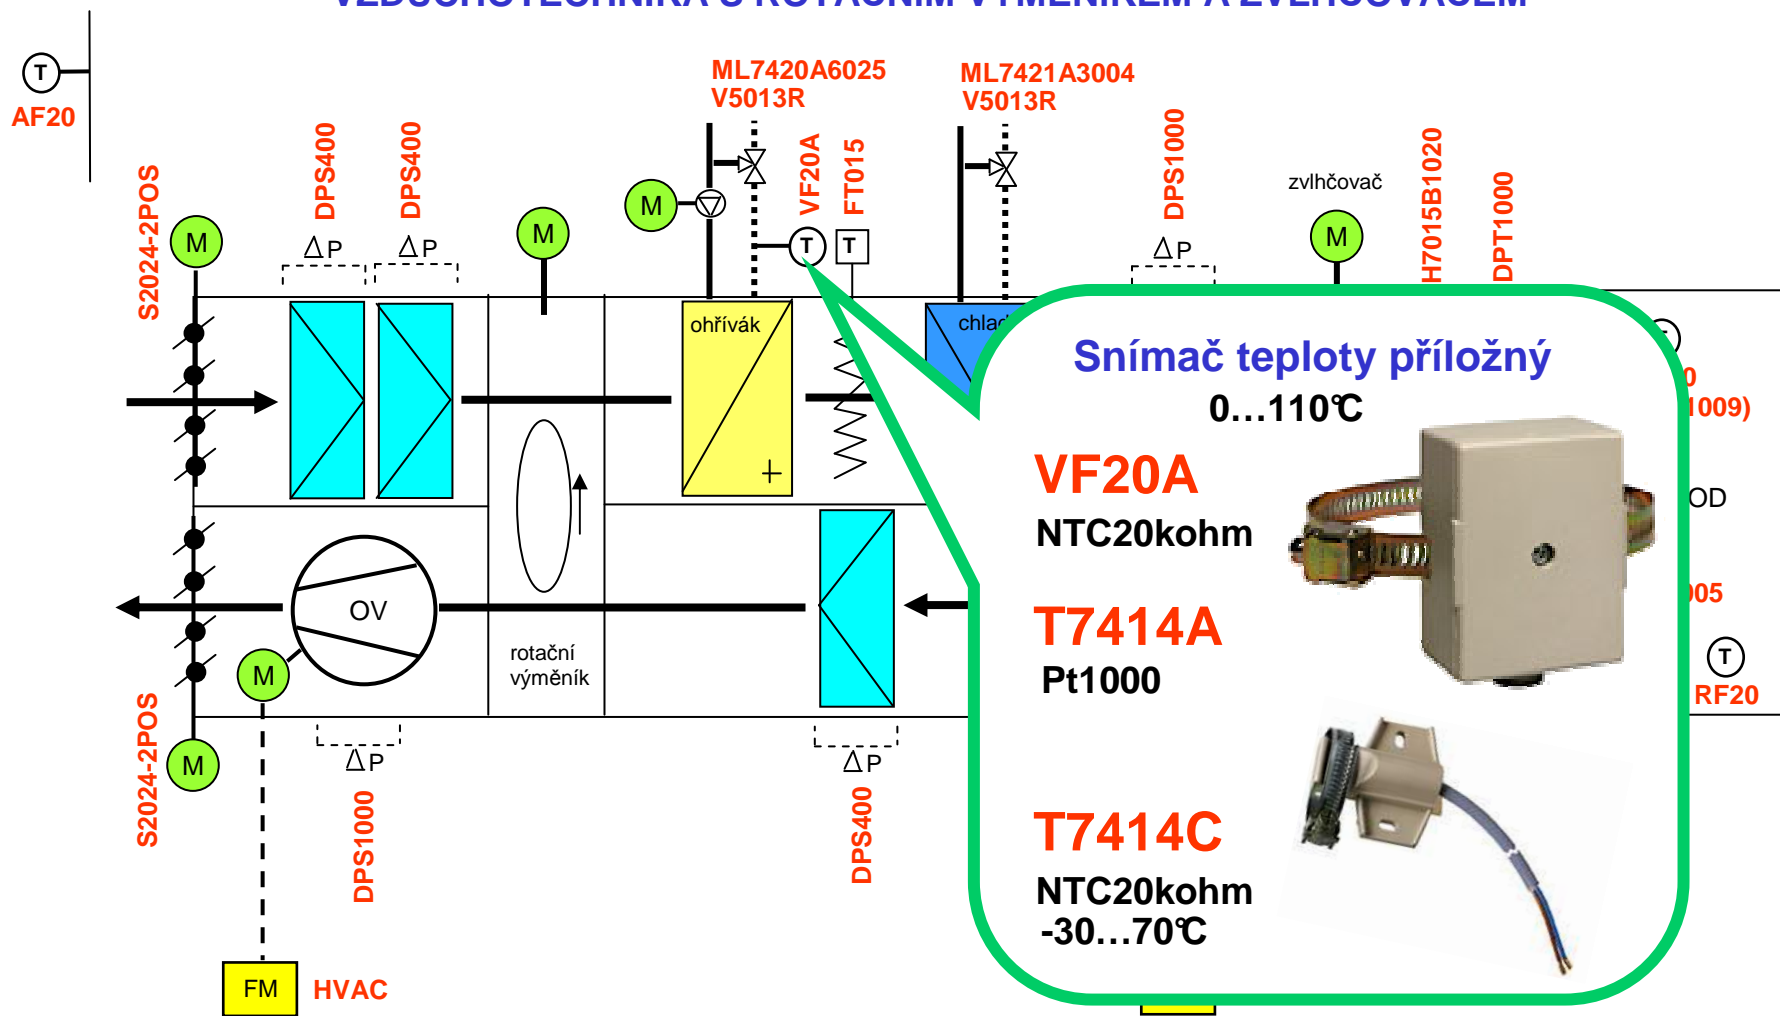 T
AF20
ML7420A6025
V5013R
ML7421A3004
V5013R
S2024-2POS
M
DPS400
ΔP
DPS400
ΔP
M
M
VF20A
T
FT015
T
DPS1000
ΔP
zvlhčovač
M
H7015B1020
DPT1000
ohřívák
+
OV
M
rotační
výměník
S2024-2POS
M
ΔP
DPS1000
ΔP
DPS400
FM
HVAC
Snímač teploty příložný
0...110°C
VF20A
NTC20kohm
T7414A
Pt1000
T7414C
NTC20kohm
-30...70°C
T
RF20